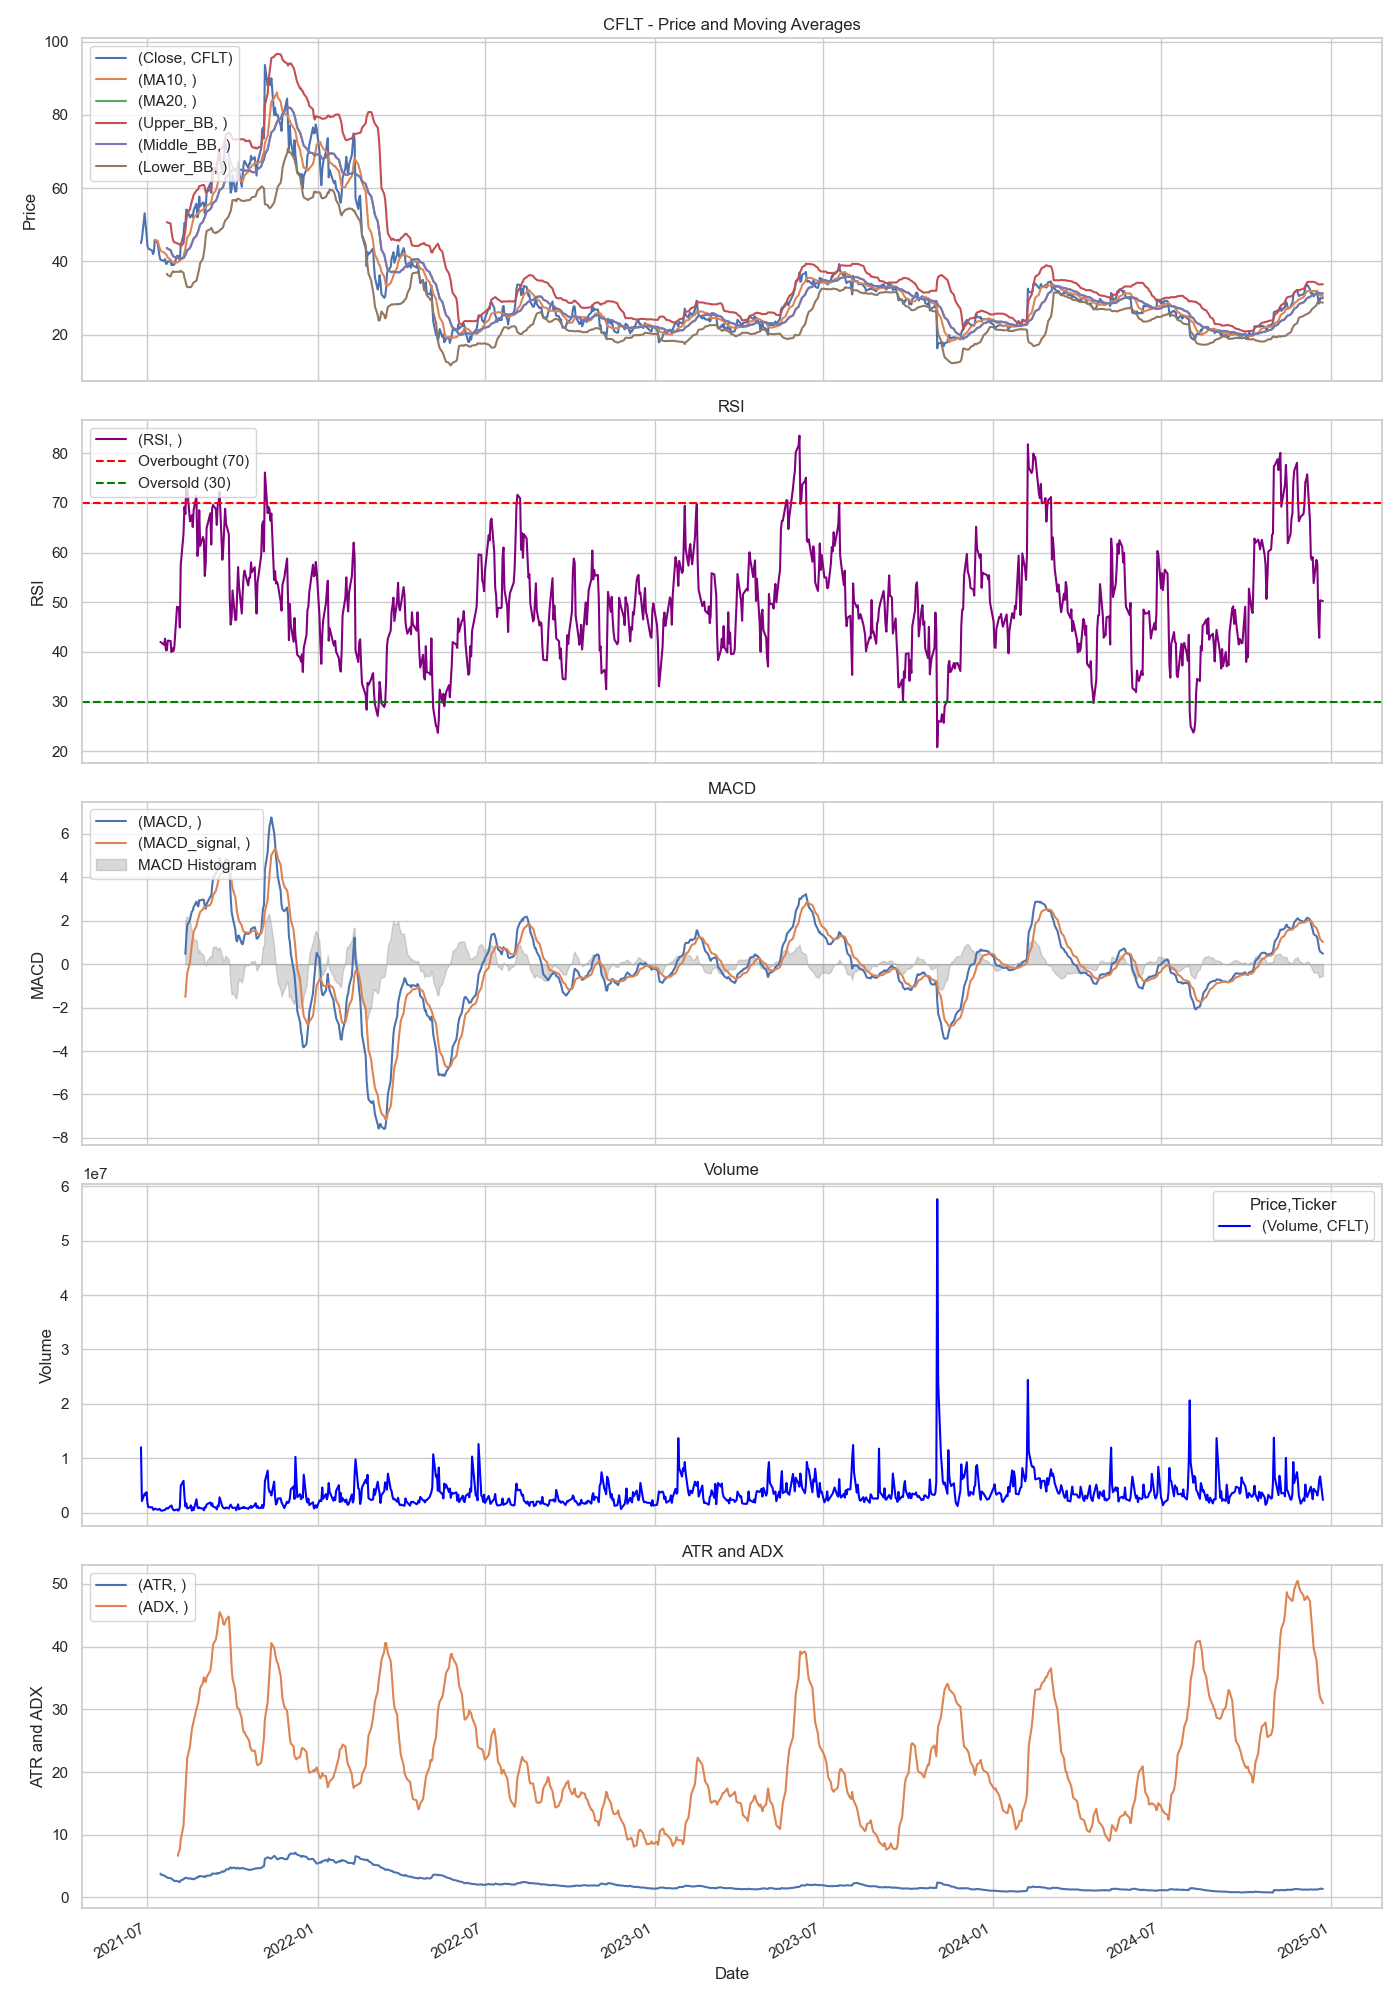 CFLT - Price and Moving Averages
100
80
60
40
20
Price
(Close, CFLT)
(MA10, )
(MA20, )
(Upper_BB, )
(Middle_BB, )
(Lower_BB, )
RSI
80
70
60
50
40
30
20
RSI
(RSI, )
Overbought (70)
Oversold (30)
MACD
6
4
2
0
−2
−4
−6
−8
MACD
(MACD, )
(MACD_signal, )
MACD Histogram
Volume
1e7
6
5
4
3
2
1
0
Volume
Price,Ticker
(Volume, CFLT)
ATR and ADX
50
40
30
20
10
0
ATR and ADX
(ATR, )
(ADX, )
2021-07
2022-01
2022-07
2023-01
2023-07
2024-01
2024-07
2025-01
Date